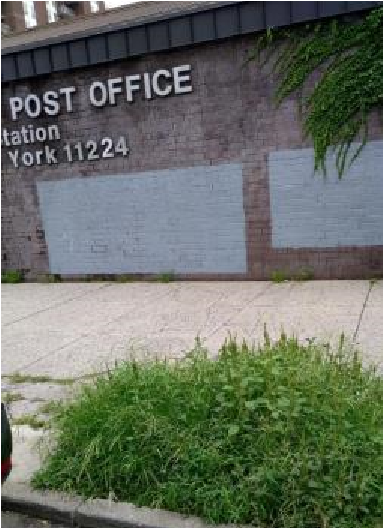 POST OFFICE
tation
York 11224